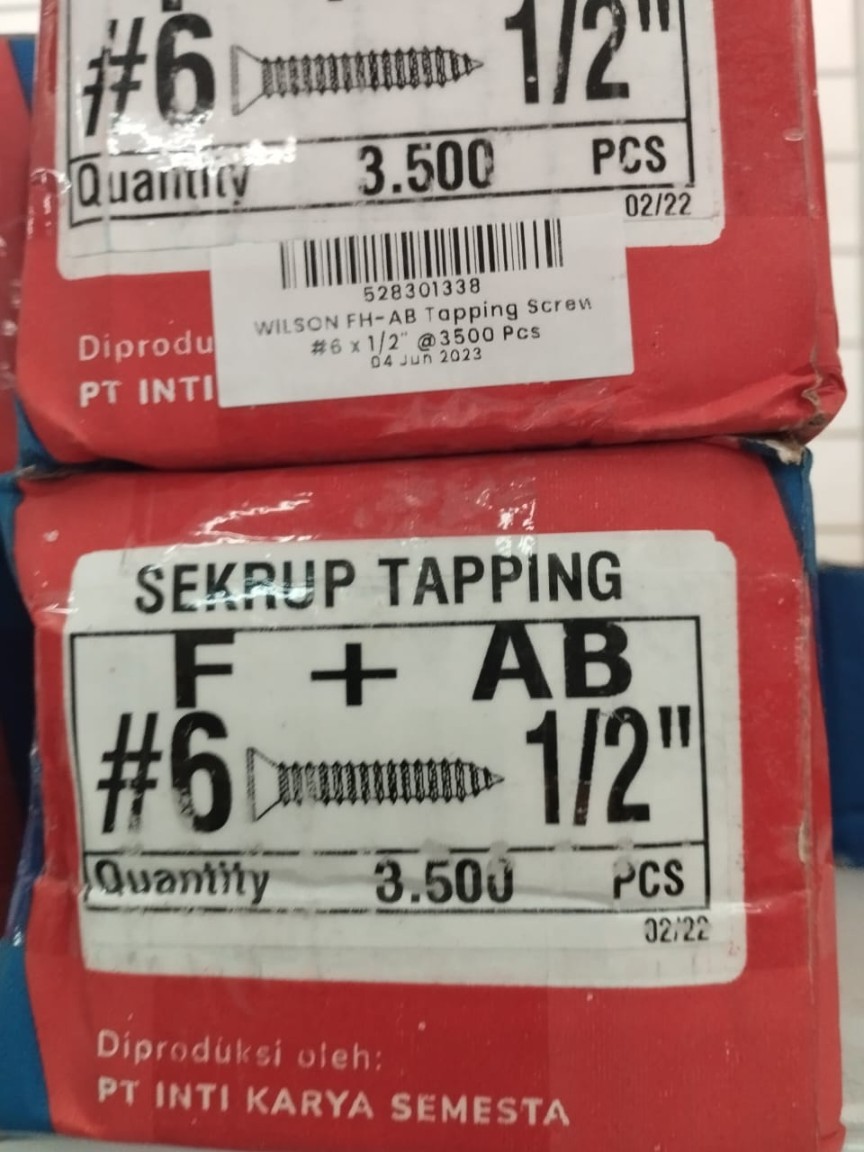 #6 1/2"
Quantity 3.500 PCS
02/22
528301338
WILSON FH-AB Tapping Screw
#6 x 1/2" @3500 Pcs
04 Jun 2023
Diprodu
PT INTI
SEKRUP TAPPING
F + AB
#6 1/2"
Quantity 3.500 PCS
02/22
Diproduksi oleh:
PT INTI KARYA SEMESTA